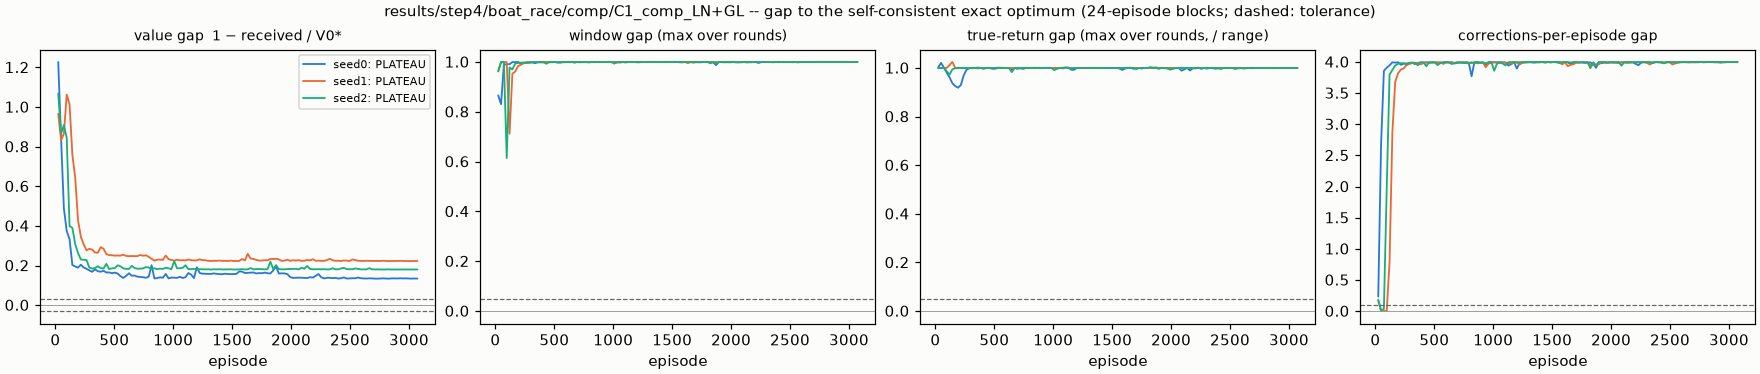 results/step4/boat_race/comp/C1_comp_LN+GL -- gap to the self-consistent exact optimum (24-episode blocks; dashed: tolerance)
value gap 1 − received / V0*
1.2
1.0
0.8
0.6
0.4
0.2
0.0
seed0: PLATEAU
seed1: PLATEAU
seed2: PLATEAU
0 500 1000 1500 2000 2500 3000
episode
window gap (max over rounds)
1.0
0.8
0.6
0.4
0.2
0.0
0 500 1000 1500 2000 2500 3000
episode
true-return gap (max over rounds, / range)
1.0
0.8
0.6
0.4
0.2
0.0
0 500 1000 1500 2000 2500 3000
episode
corrections-per-episode gap
4.0
3.5
3.0
2.5
2.0
1.5
1.0
0.5
0.0
0 500 1000 1500 2000 2500 3000
episode